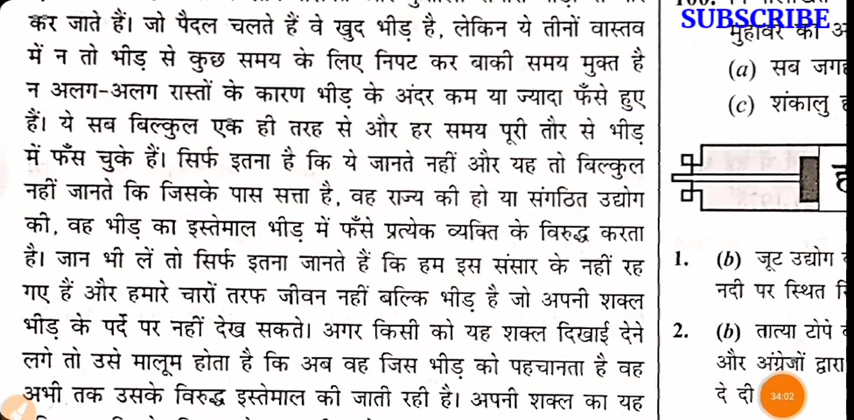 कर जाते हैं। जो पैदल चलते हैं वे खुद भीड़ है, लेकिन ये तीनों वास्तव
में न तो भीड़ से कुछ समय के लिए निपट कर बाकी समय मुक्त है
न अलग-अलग रास्तों के कारण भीड़ के अंदर कम या ज्यादा फँसे हुए
हैं। ये सब बिल्कुल एक ही तरह से और हर समय पूरी तौर से भीड़
में फँस चुके हैं। सिर्फ इतना है कि ये जानते नहीं और यह तो बिल्कुल
नहीं जानते कि जिसके पास सत्ता है, वह राज्य की हो या संगठित उद्योग
की, वह भीड़ का इस्तेमाल भीड़ में फँसे प्रत्येक व्यक्ति के विरुद्ध करता
है। जान भी लें तो सिर्फ इतना जानते हैं कि हम इस संसार के नहीं रह
गए हैं और हमारे चारों तरफ जीवन नहीं बल्कि भीड़ है जो अपनी शक्ल
भीड़ के पर्दे पर नहीं देख सकते। अगर किसी को यह शक्ल दिखाई देने
लगे तो उसे मालूम होता है कि अब वह जिस भीड़ को पहचानता है वह
अभी तक उसके विरुद्ध इस्तेमाल की जाती रही है। अपनी शक्ल का यह
SUBSCRIBE
मुहावरे का
(a) सब जगह
(c) शंकालु
1. (b) जूट उद्योग
नदी पर स्थित
2. (b) तात्या टोपे
और अंग्रेजों द्वारा
दे दी
34:02